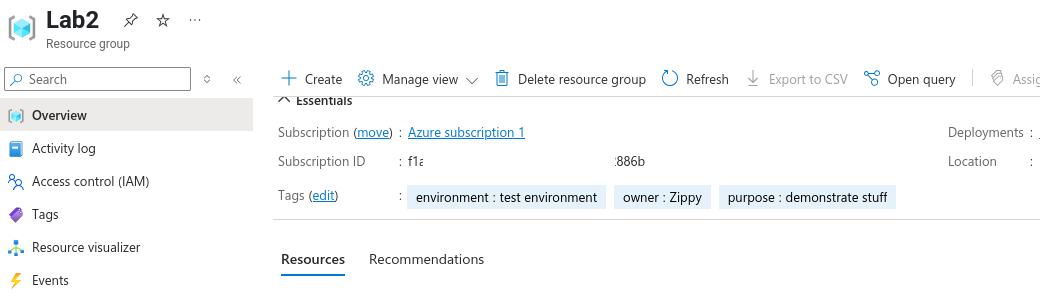 Lab2
Resource group
Search
Create Manage view Delete resource group Refresh Export to CSV Open query
Essentials
Overview
Subscription (move) : Azure subscription 1 Deployments :
Activity log
Subscription ID : f1a 886b Location :
Access control (IAM)
Tags (edit) : environment : test environment owner : Zippy purpose : demonstrate stuff
Tags
Resource visualizer
Resources Recommendations
Events